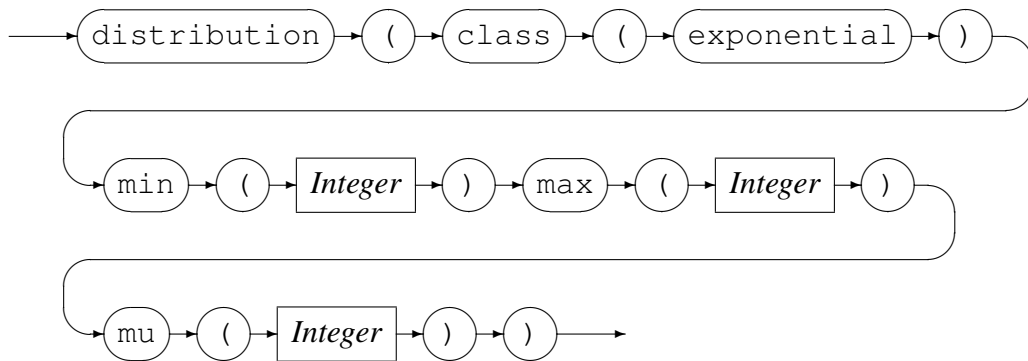 distribution ( class ( exponential )
min ( Integer ) max ( Integer )
mu ( Integer ) )